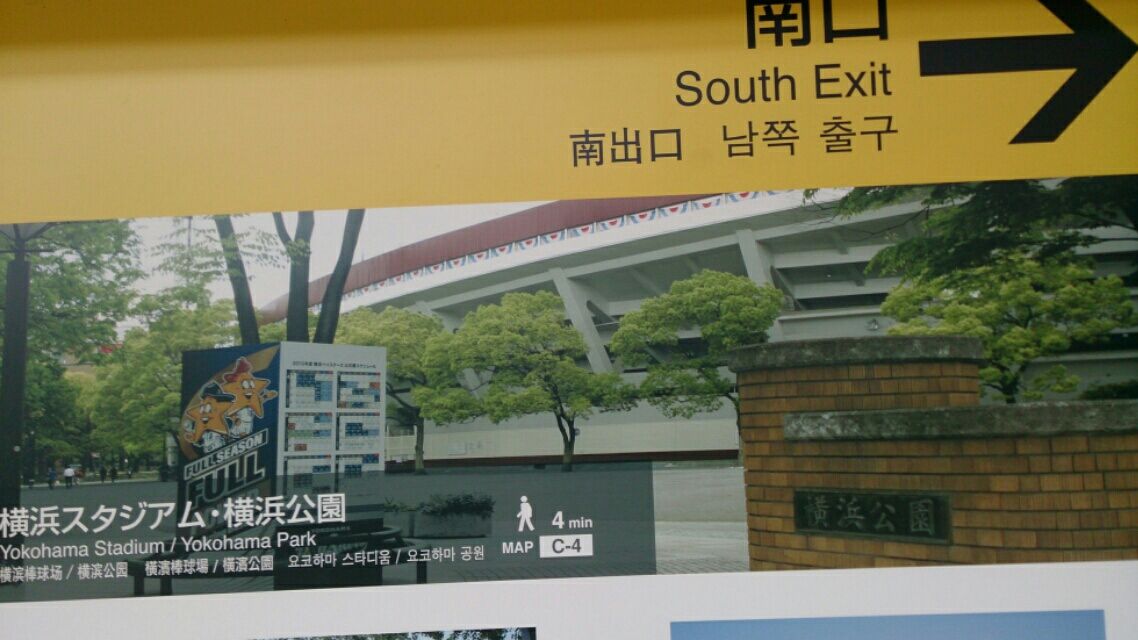 南口
South Exit
南出口 남쪽 출구
FULL SEASON
FULL
横浜公園
横浜スタジアム・横浜公園
Yokohama Stadium / Yokohama Park
横滨棒球场 / 横滨公园 橫濱棒球場 / 橫濱公園 요코하마 스타디움 / 요코하마 공원
4 min
MAP C-4